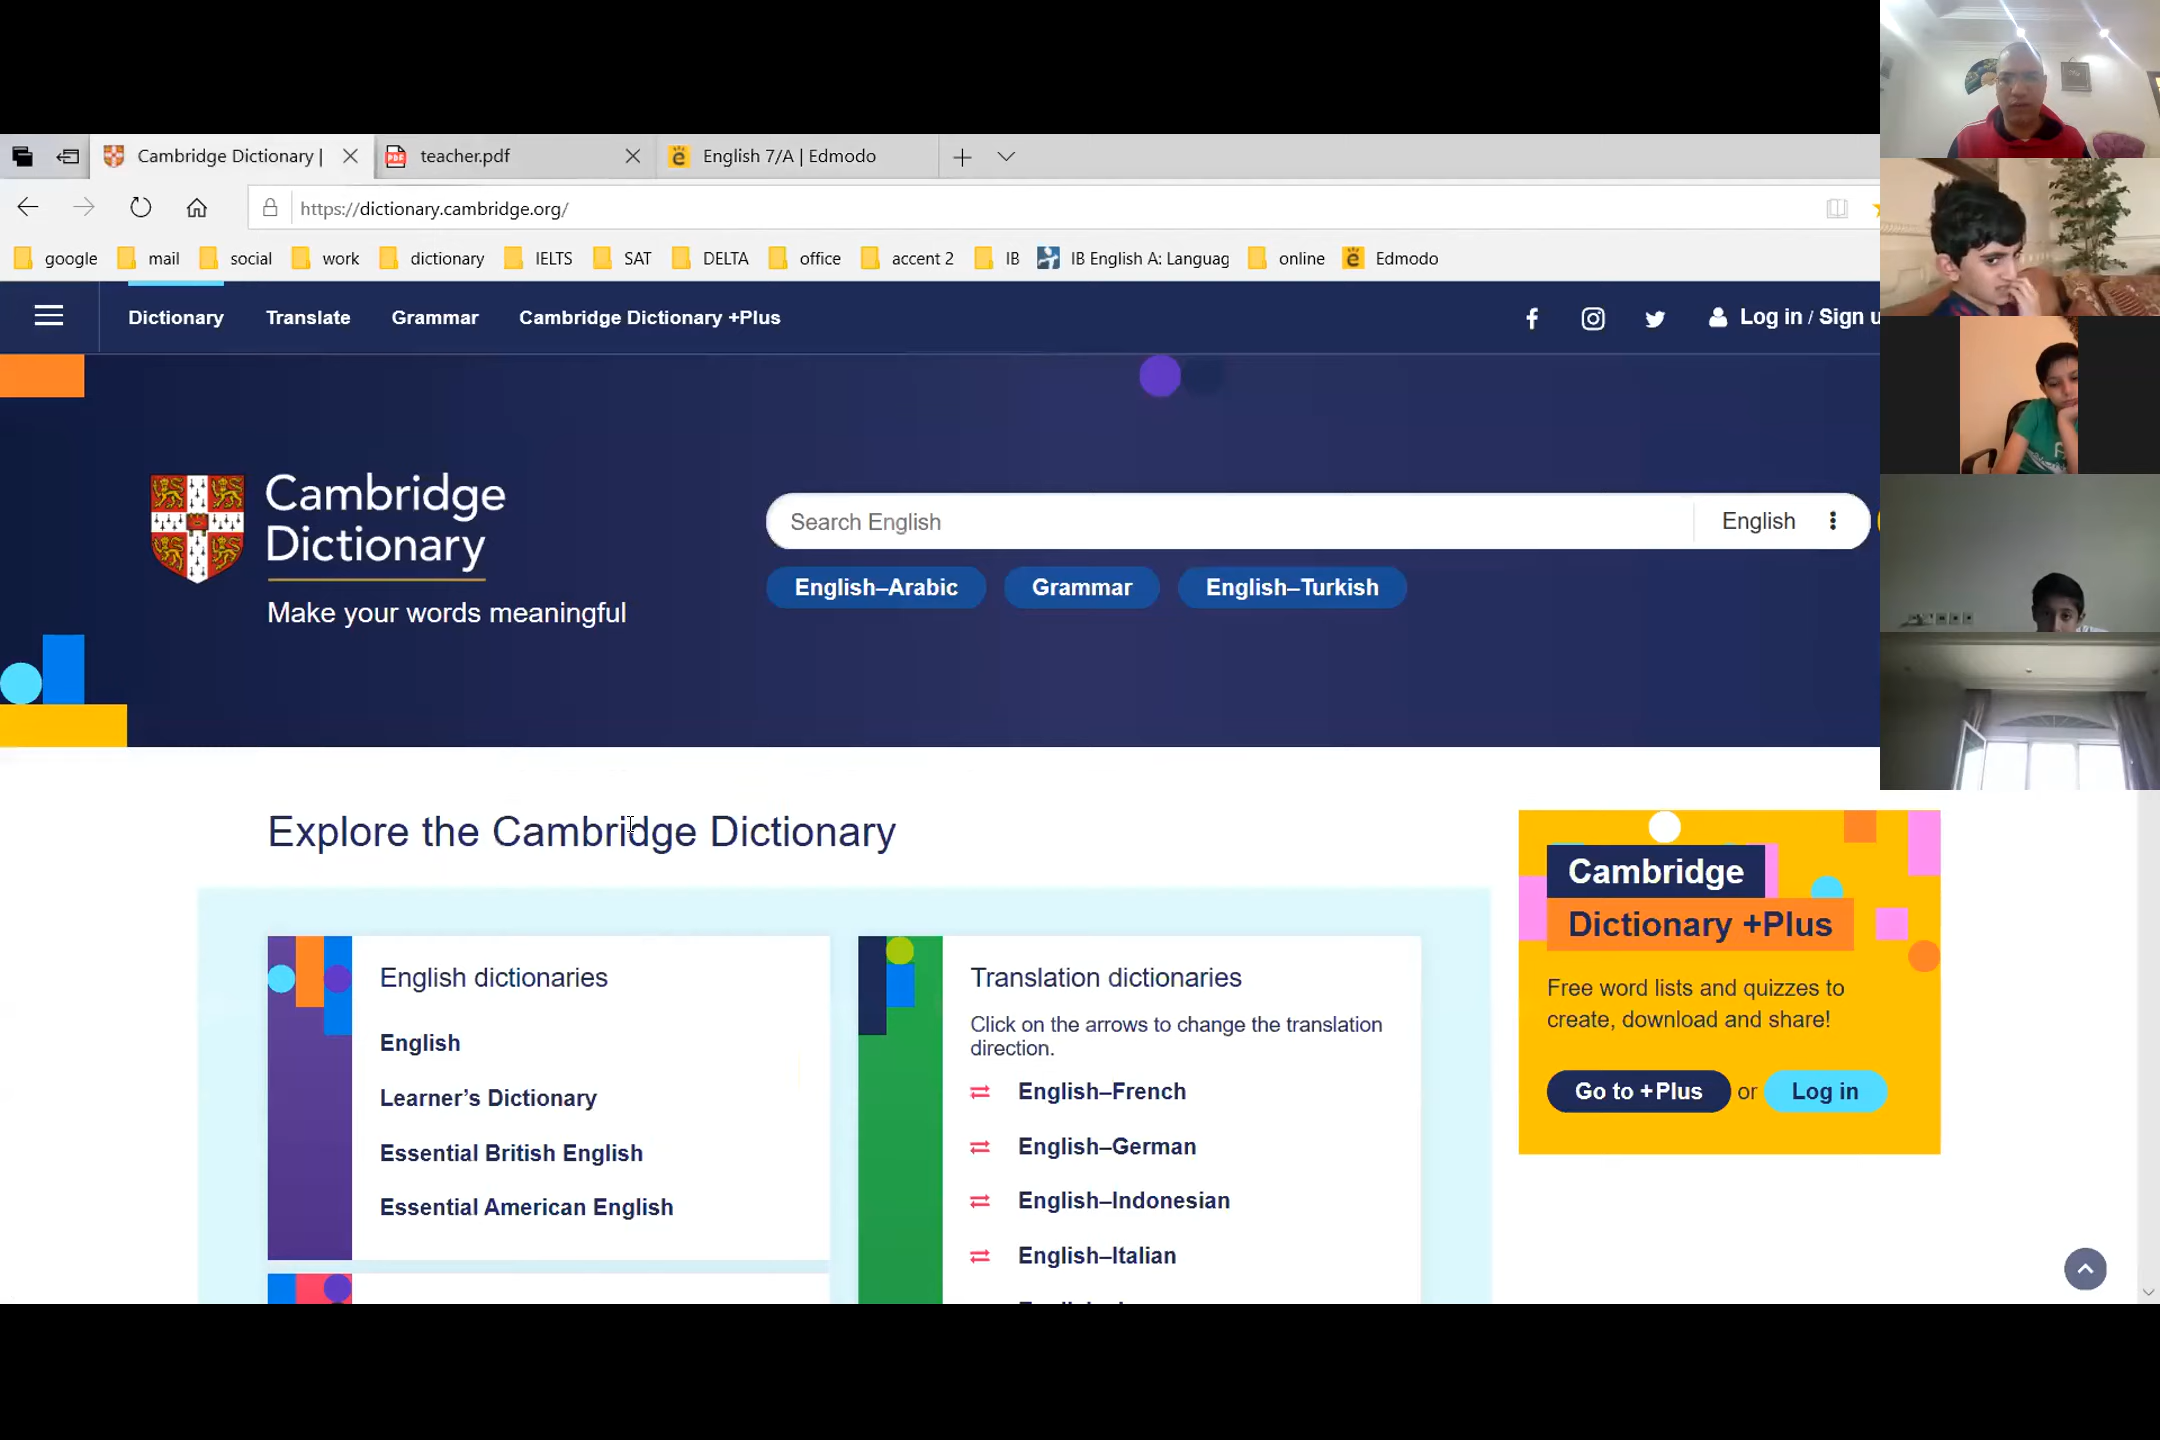 Cambridge Dictionary |
teacher.pdf
English 7/A | Edmodo
https://dictionary.cambridge.org/
google mail social work dictionary IELTS SAT DELTA office accent 2 IB IB English A: Languag online Edmodo
Dictionary Translate Grammar Cambridge Dictionary +Plus Log in / Sign u
Cambridge
Dictionary
Make your words meaningful
Search English English
English–Arabic Grammar English–Turkish
Explore the Cambridge Dictionary
English dictionaries
English
Learner's Dictionary
Essential British English
Essential American English
Translation dictionaries
Click on the arrows to change the translation
direction.
English–French
English–German
English–Indonesian
English–Italian
Cambridge
Dictionary +Plus
Free word lists and quizzes to
create, download and share!
Go to +Plus or Log in